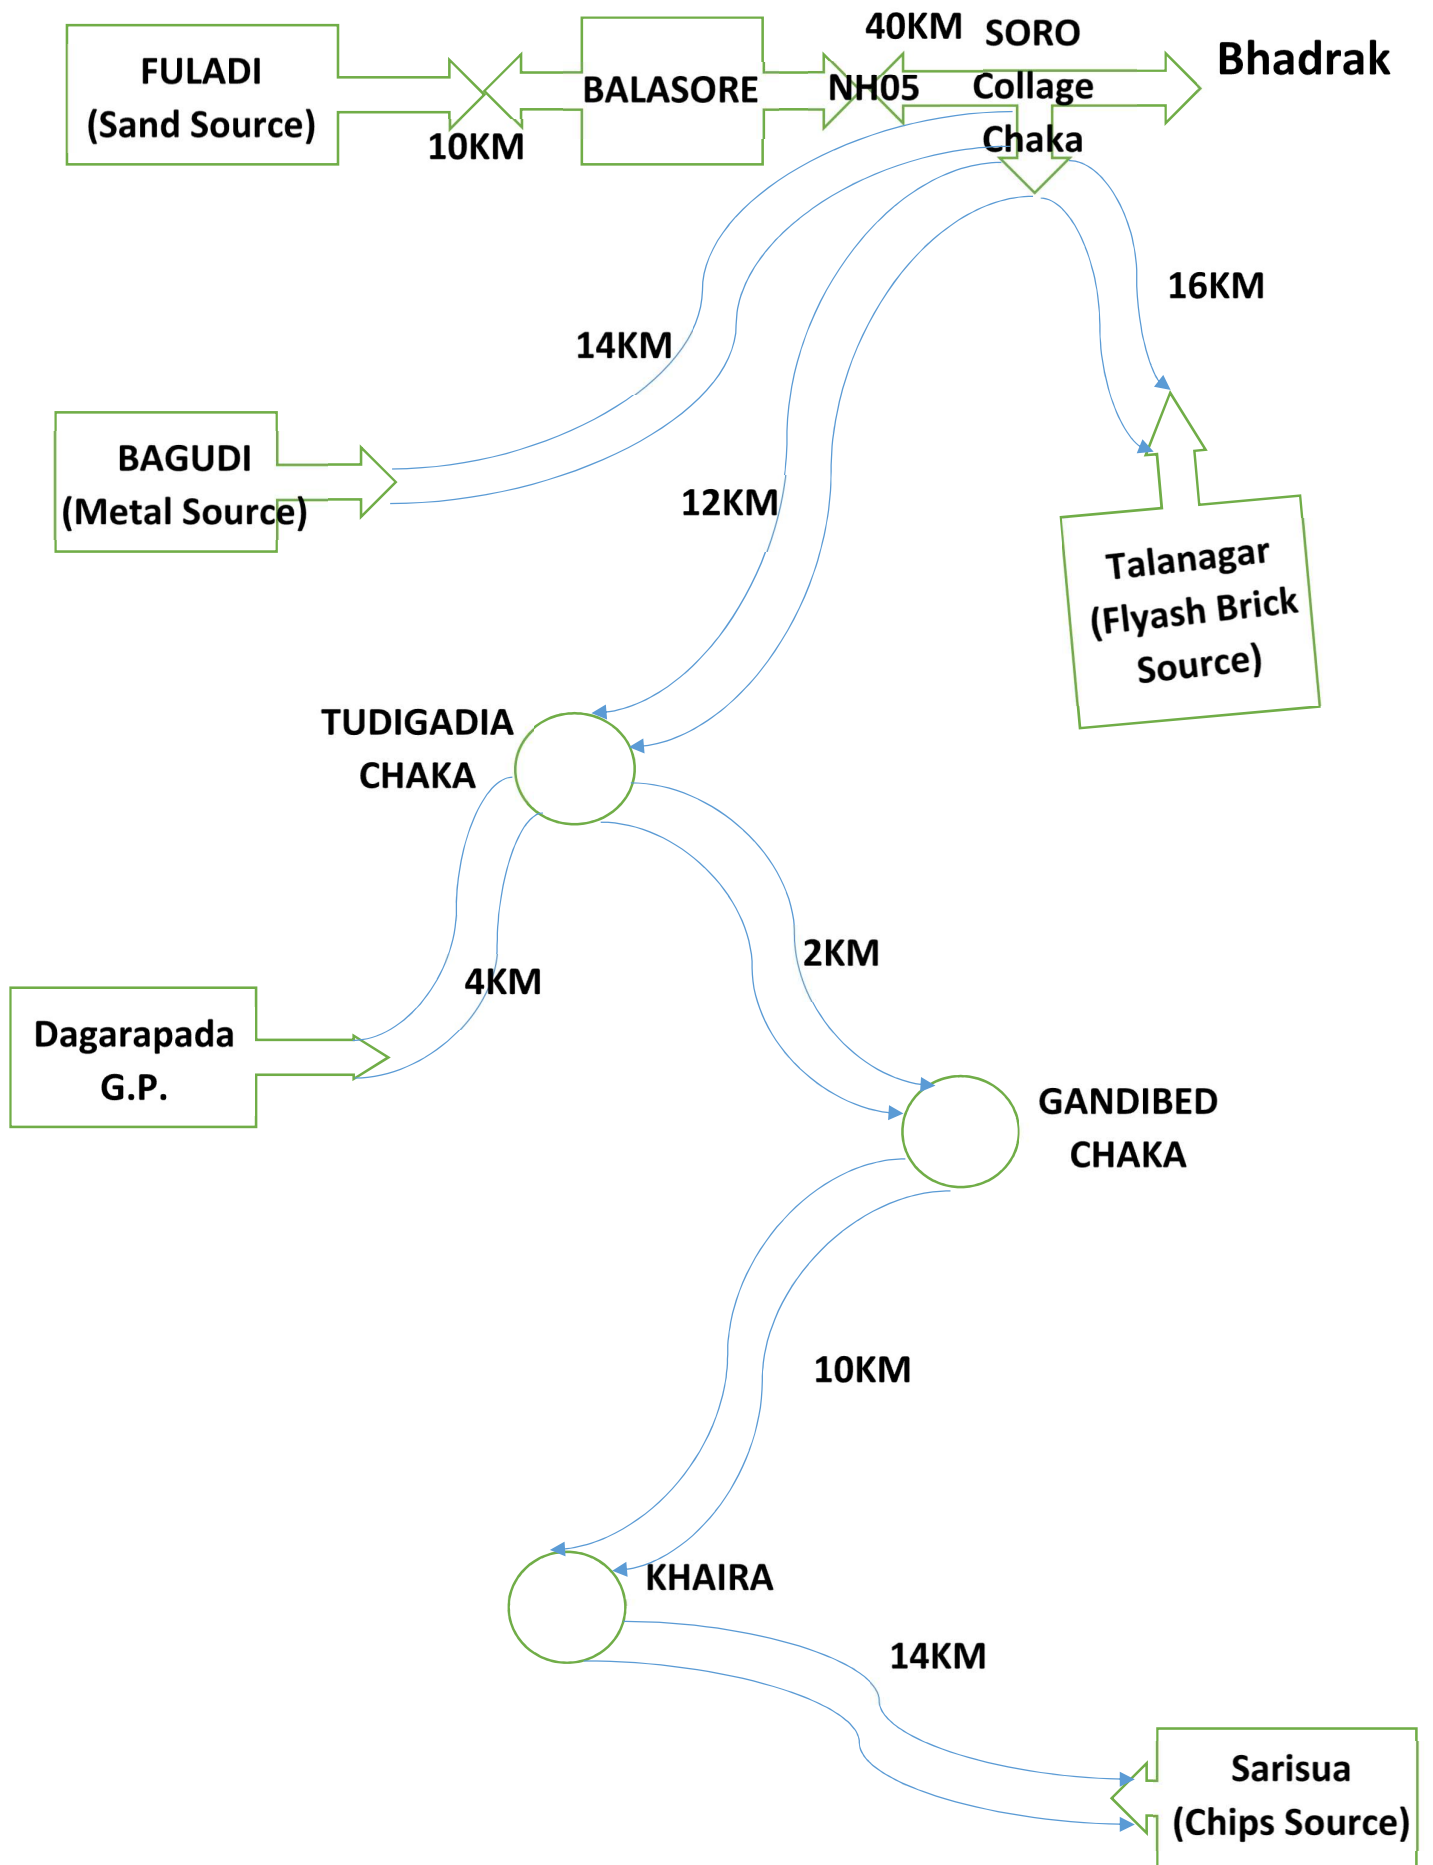 FULADI
(Sand Source)
10KM
BALASORE
40KM
NH05
SORO
Collage
Chaka
Bhadrak
14KM
16KM
BAGUDI
(Metal Source)
12KM
Talanagar
(Flyash Brick
Source)
TUDIGADIA
CHAKA
2KM
4KM
Dagarapada
G.P.
GANDIBED
CHAKA
10KM
KHAIRA
14KM
Sarisua
(Chips Source)